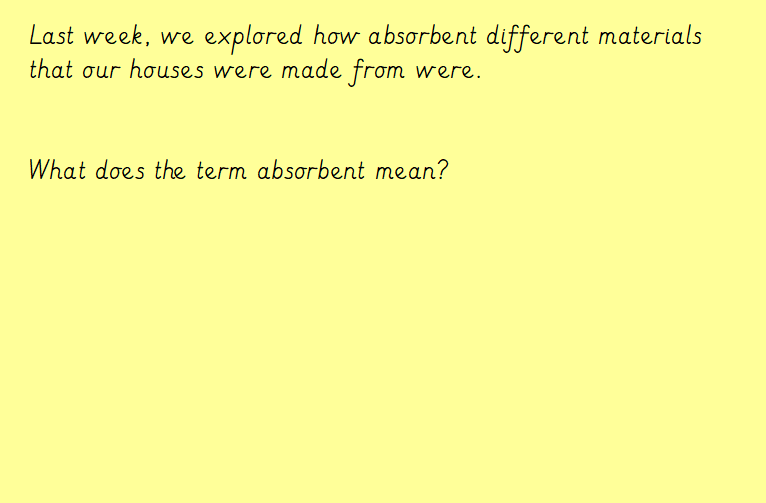 Last week, we explored how absorbent different materials
that our houses were made from were.
What does the term absorbent mean?